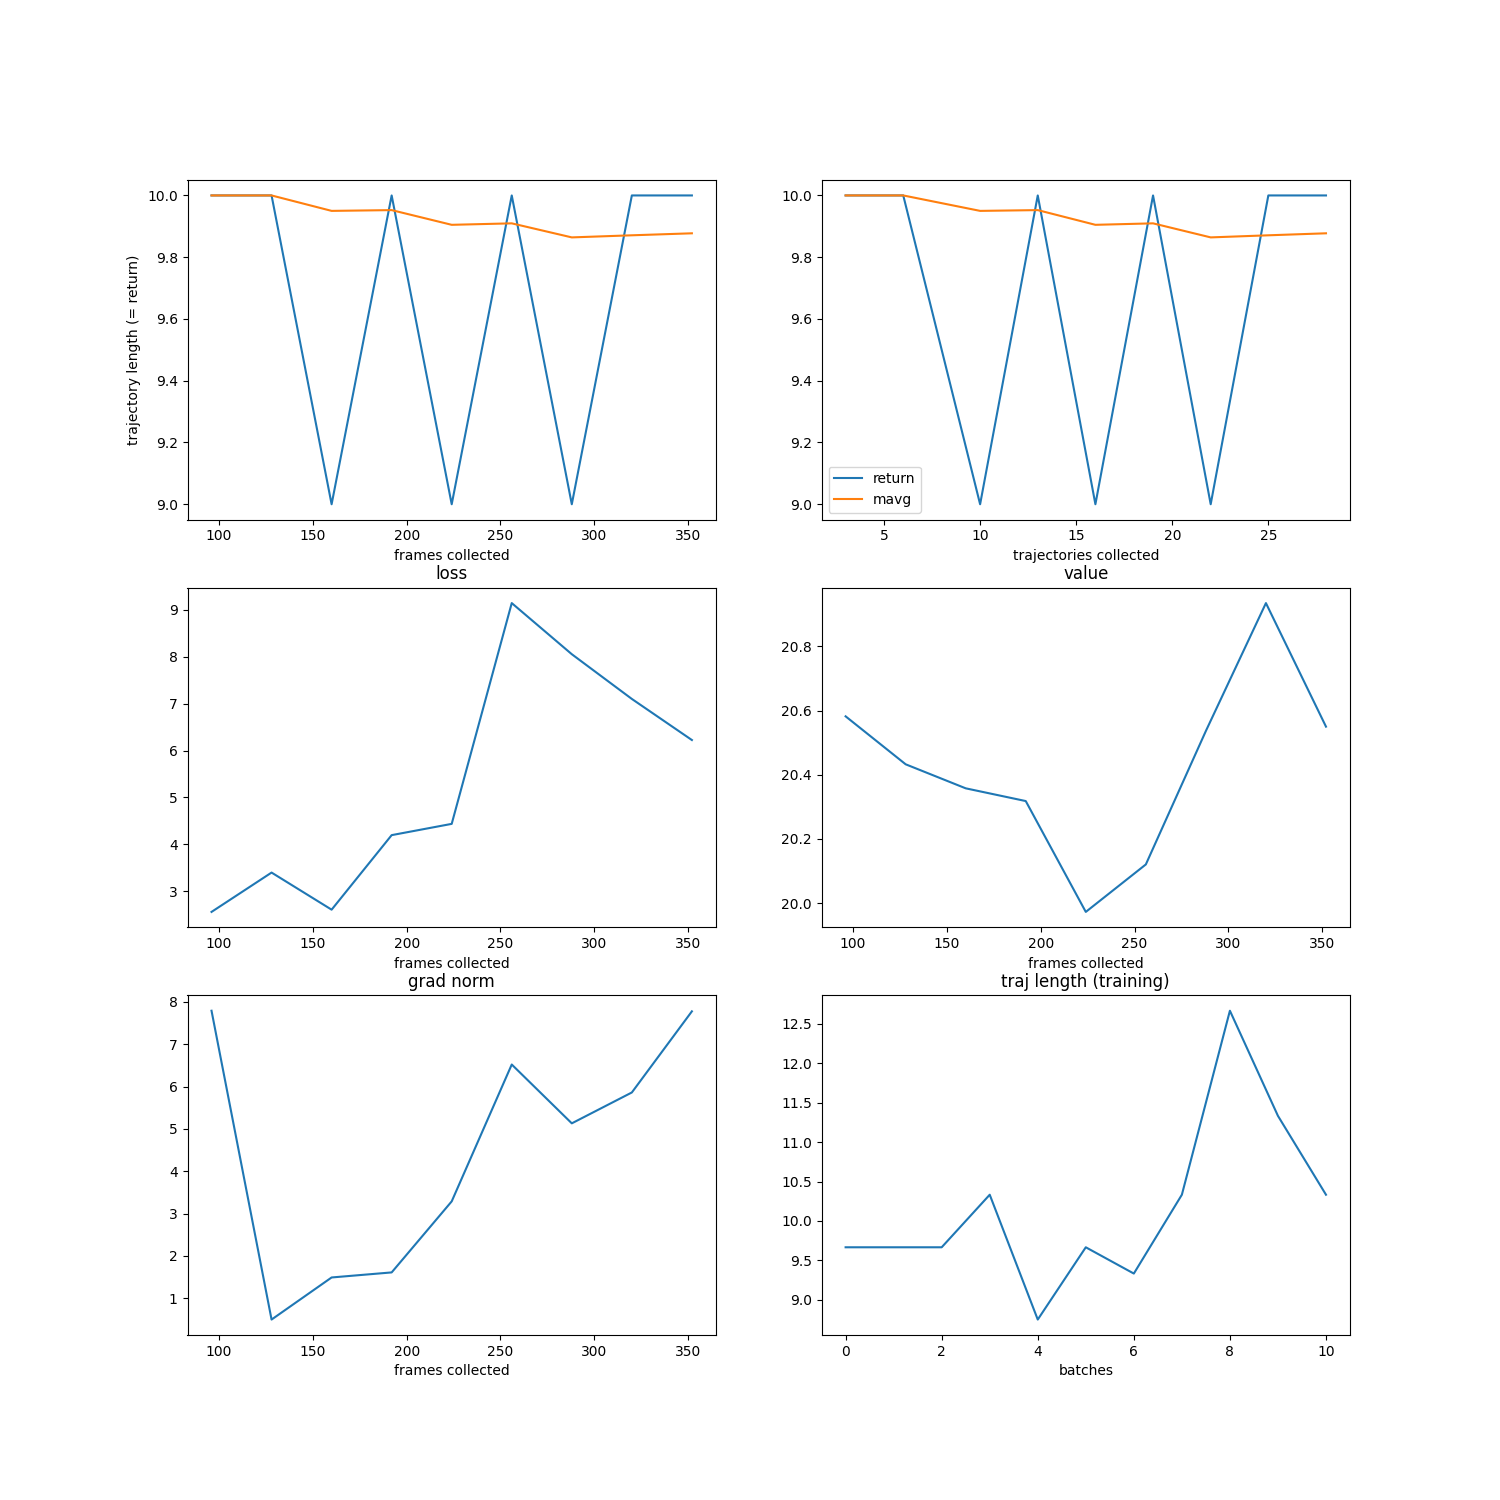 10.0
9.8
9.6
9.4
9.2
9.0
trajectory length (= return)
100 150 200 250 300 350
frames collected
10.0
9.8
9.6
9.4
9.2
9.0
return
mavg
5 10 15 20 25
trajectories collected
loss
9
8
7
6
5
4
3
100 150 200 250 300 350
frames collected
value
20.8
20.6
20.4
20.2
20.0
100 150 200 250 300 350
frames collected
grad norm
8
7
6
5
4
3
2
1
100 150 200 250 300 350
frames collected
traj length (training)
12.5
12.0
11.5
11.0
10.5
10.0
9.5
9.0
0 2 4 6 8 10
batches